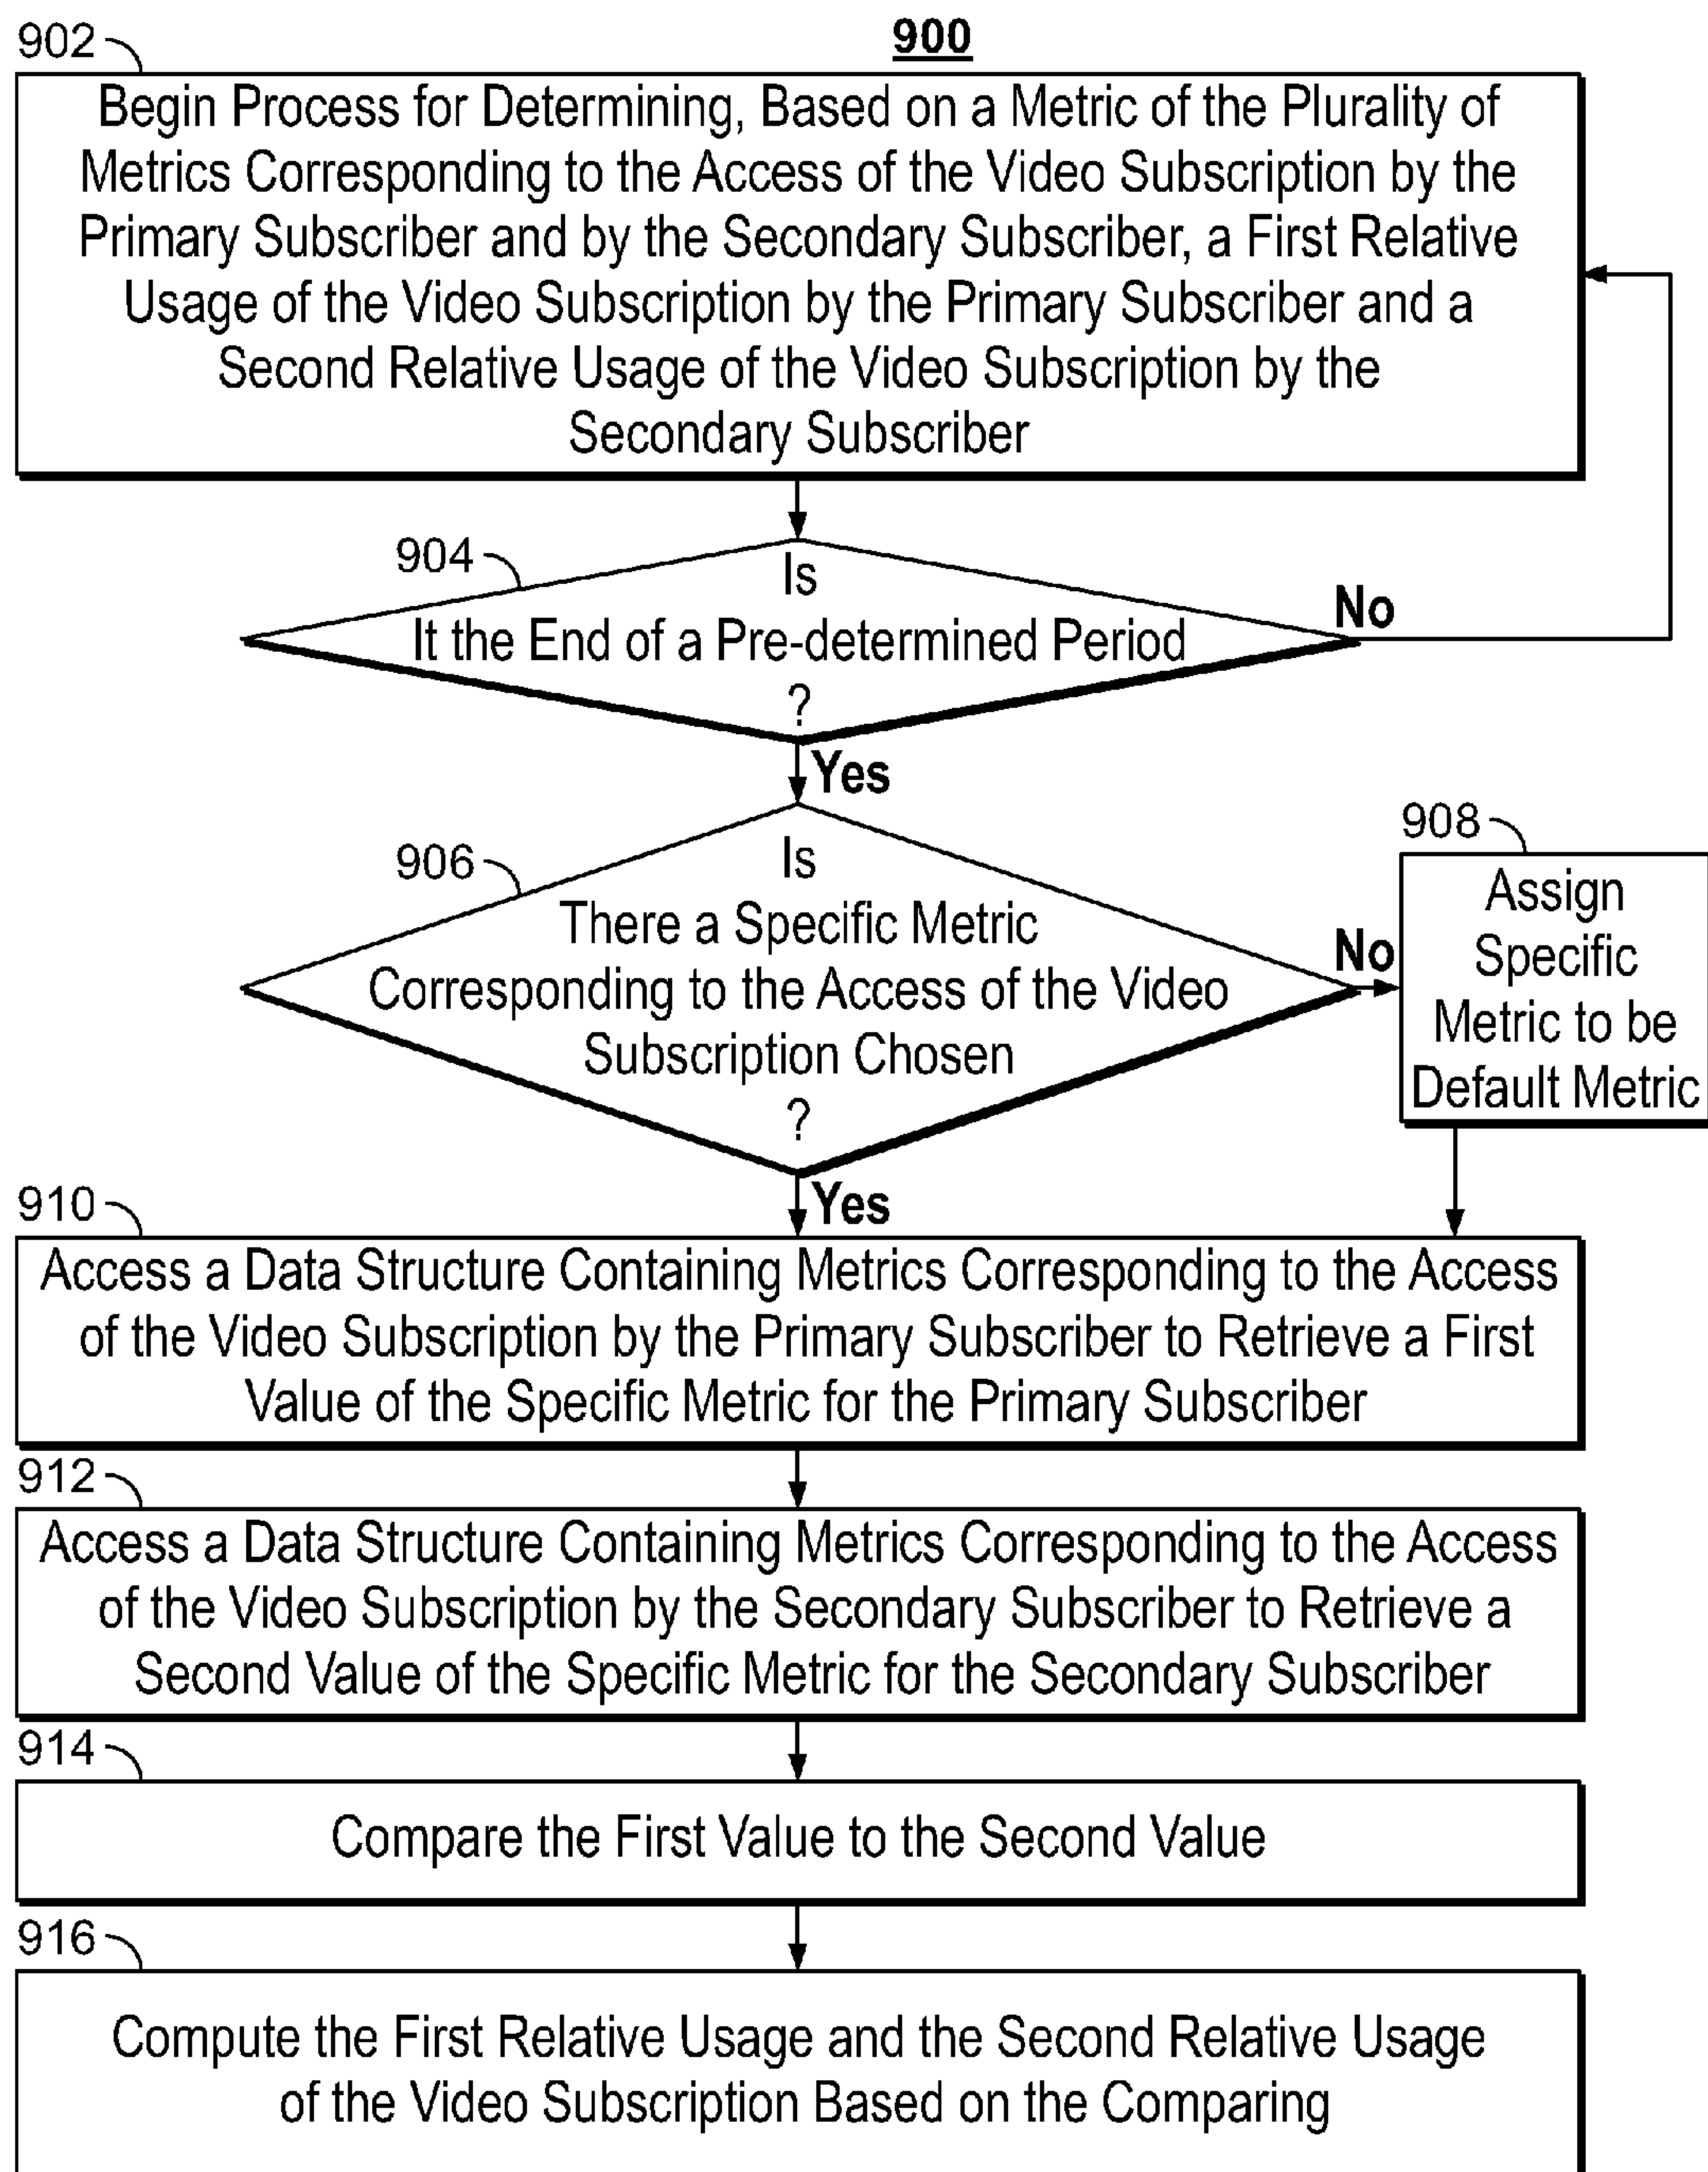 900
902
Begin Process for Determining, Based on a Metric of the Plurality of
Metrics Corresponding to the Access of the Video Subscription by the
Primary Subscriber and by the Secondary Subscriber, a First Relative
Usage of the Video Subscription by the Primary Subscriber and a
Second Relative Usage of the Video Subscription by the
Secondary Subscriber
904
Is
It the End of a Pre-determined Period
?
No
Yes
906
Is
There a Specific Metric
Corresponding to the Access of the Video
Subscription Chosen
?
No
908
Assign
Specific
Metric to be
Default Metric
Yes
910
Access a Data Structure Containing Metrics Corresponding to the Access
of the Video Subscription by the Primary Subscriber to Retrieve a First
Value of the Specific Metric for the Primary Subscriber
912
Access a Data Structure Containing Metrics Corresponding to the Access
of the Video Subscription by the Secondary Subscriber to Retrieve a
Second Value of the Specific Metric for the Secondary Subscriber
914
Compare the First Value to the Second Value
916
Compute the First Relative Usage and the Second Relative Usage
of the Video Subscription Based on the Comparing